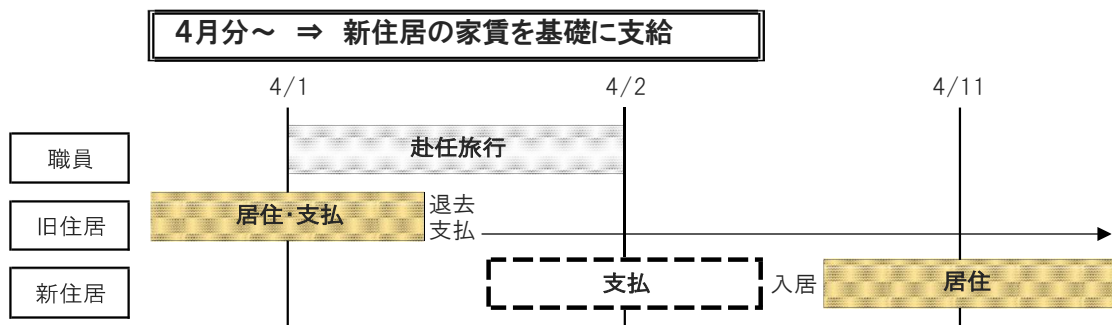 4月分～ ⇒ 新住居の家賃を基礎に支給
4/1
4/2
4/11
職員
赴任旅行
旧住居
居住・支払
退去
支払
新住居
支払
入居
居住